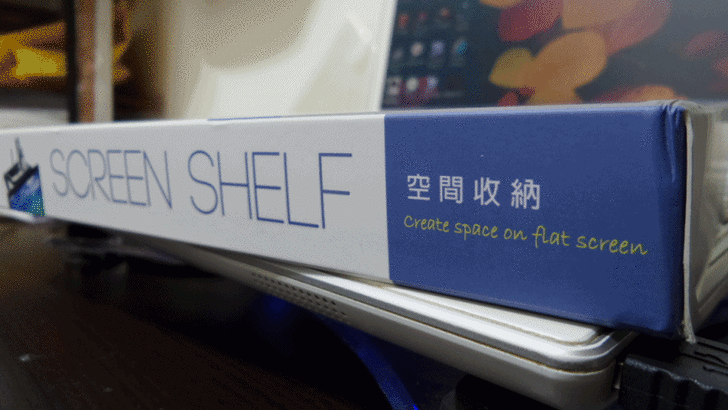 SCREEN SHELF
空間收納
Create space on flat screen